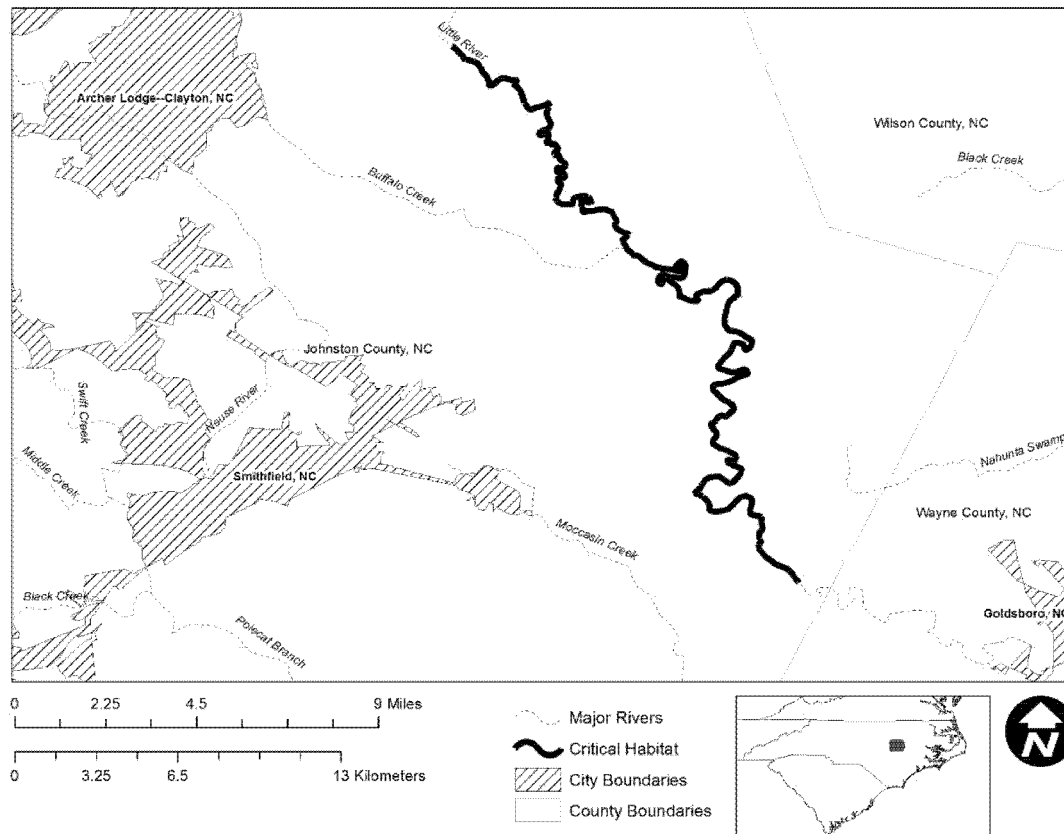 Little River
Archer Lodge--Clayton, NC
Wilson County, NC
Black Creek
Buffalo Creek
Johnston County, NC
Swift Creek
Neuse River
Middle Creek
Smithfield, NC
Nahunta Swamp
Wayne County, NC
Moccasin Creek
Black Creek
Goldsboro, NC
Polecat Branch
0 2.25 4.5 9 Miles
0 3.25 6.5 13 Kilometers
Major Rivers
Critical Habitat
City Boundaries
County Boundaries
N